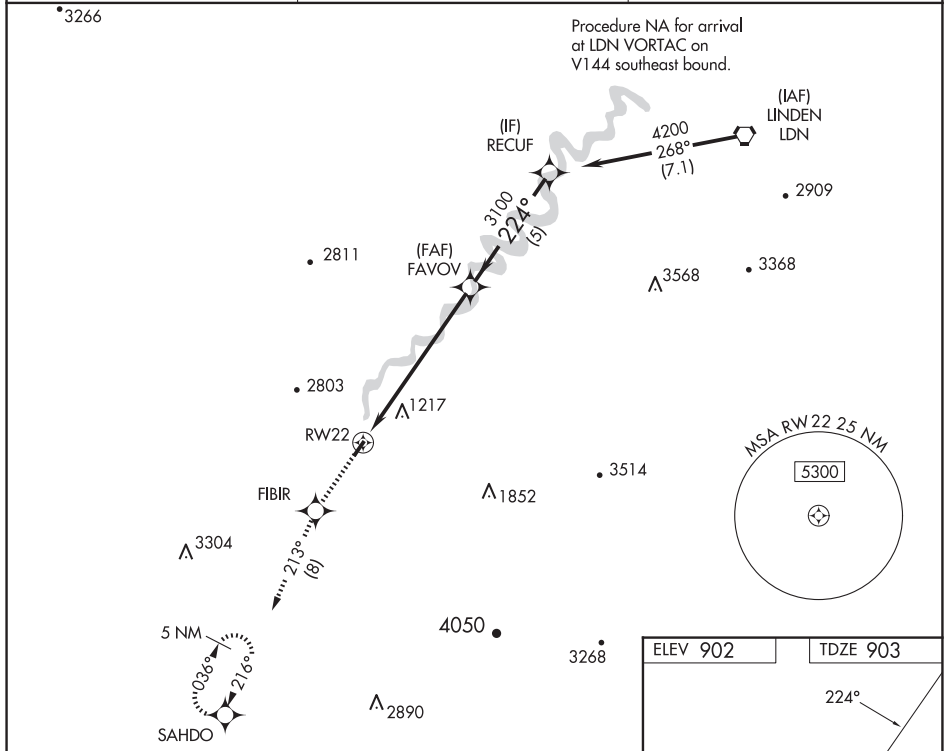 3266
Procedure NA for arrival
at LDN VORTAC on
V144 southeast bound.
(IAF)
LINDEN
LDN
(IF)
RECUF
4200
268°
(7.1)
2909
3100
224°
(5)
2811
(FAF)
FAVOV
3568
3368
2803
1217
RW22
MSA RW22 25 NM
5300
3514
FIBIR
1852
3304
213°
(8)
4050
5 NM
036°
216°
3268
ELEV 902
TDZE 903
224°
2890
SAHDO